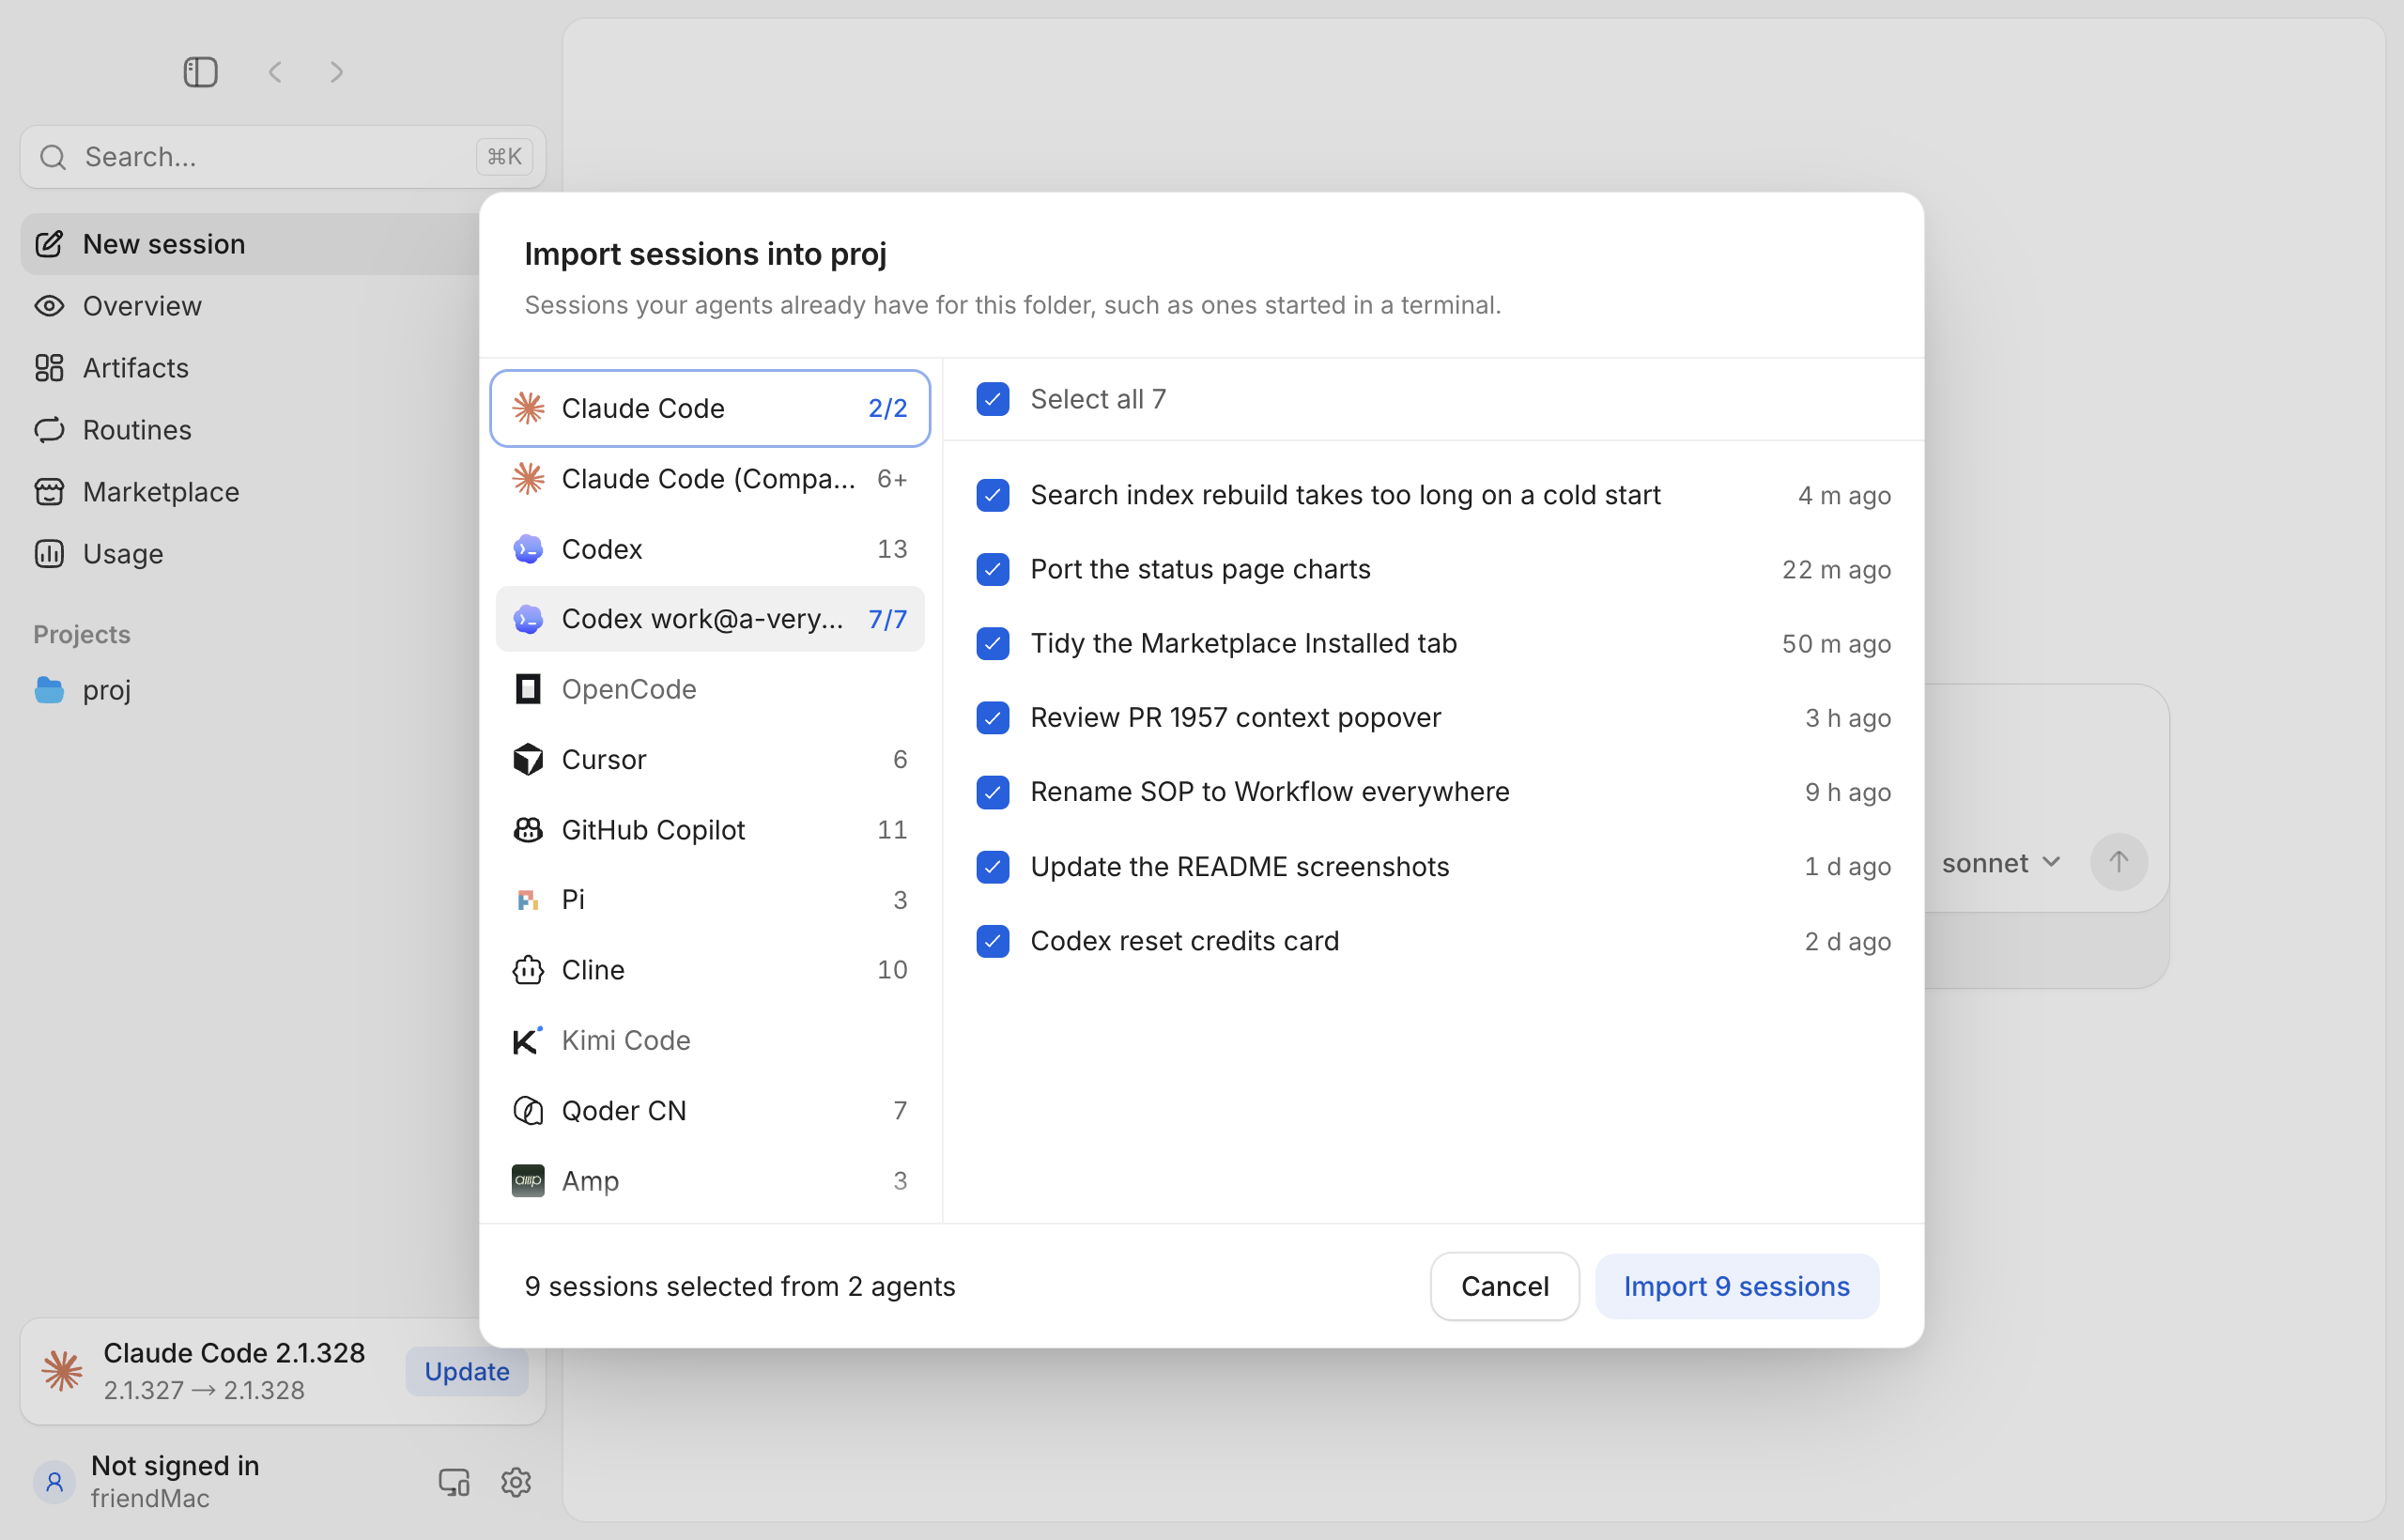 Search...
⌘K
New session
Overview
Artifacts
Routines
Marketplace
Usage
Projects
proj
Claude Code 2.1.328
2.1.327 → 2.1.328
Update
Not signed in
friendMac
Import sessions into proj
Sessions your agents already have for this folder, such as ones started in a terminal.
Claude Code 2/2
Claude Code (Compa... 6+
Codex 13
Codex work@a-very... 7/7
OpenCode
Cursor 6
GitHub Copilot 11
Pi 3
Cline 10
Kimi Code
Qoder CN 7
amp
Amp 3
Select all 7
Search index rebuild takes too long on a cold start 4 m ago
Port the status page charts 22 m ago
Tidy the Marketplace Installed tab 50 m ago
Review PR 1957 context popover 3 h ago
Rename SOP to Workflow everywhere 9 h ago
Update the README screenshots 1 d ago
Codex reset credits card 2 d ago
9 sessions selected from 2 agents
Cancel
Import 9 sessions
sonnet